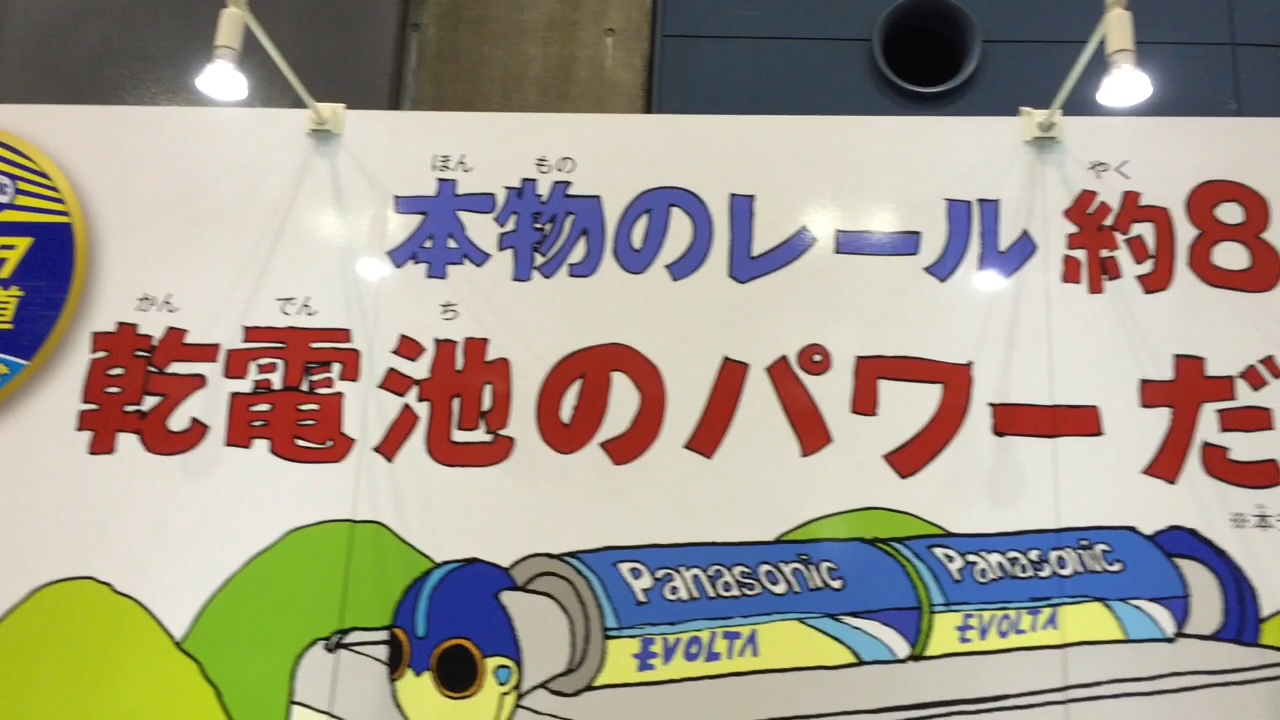 ほん もの やく
本物のレール約8
かん でん ち
乾電池のパワーだ
※本
Panasonic Panasonic
EVOLTA EVOLTA